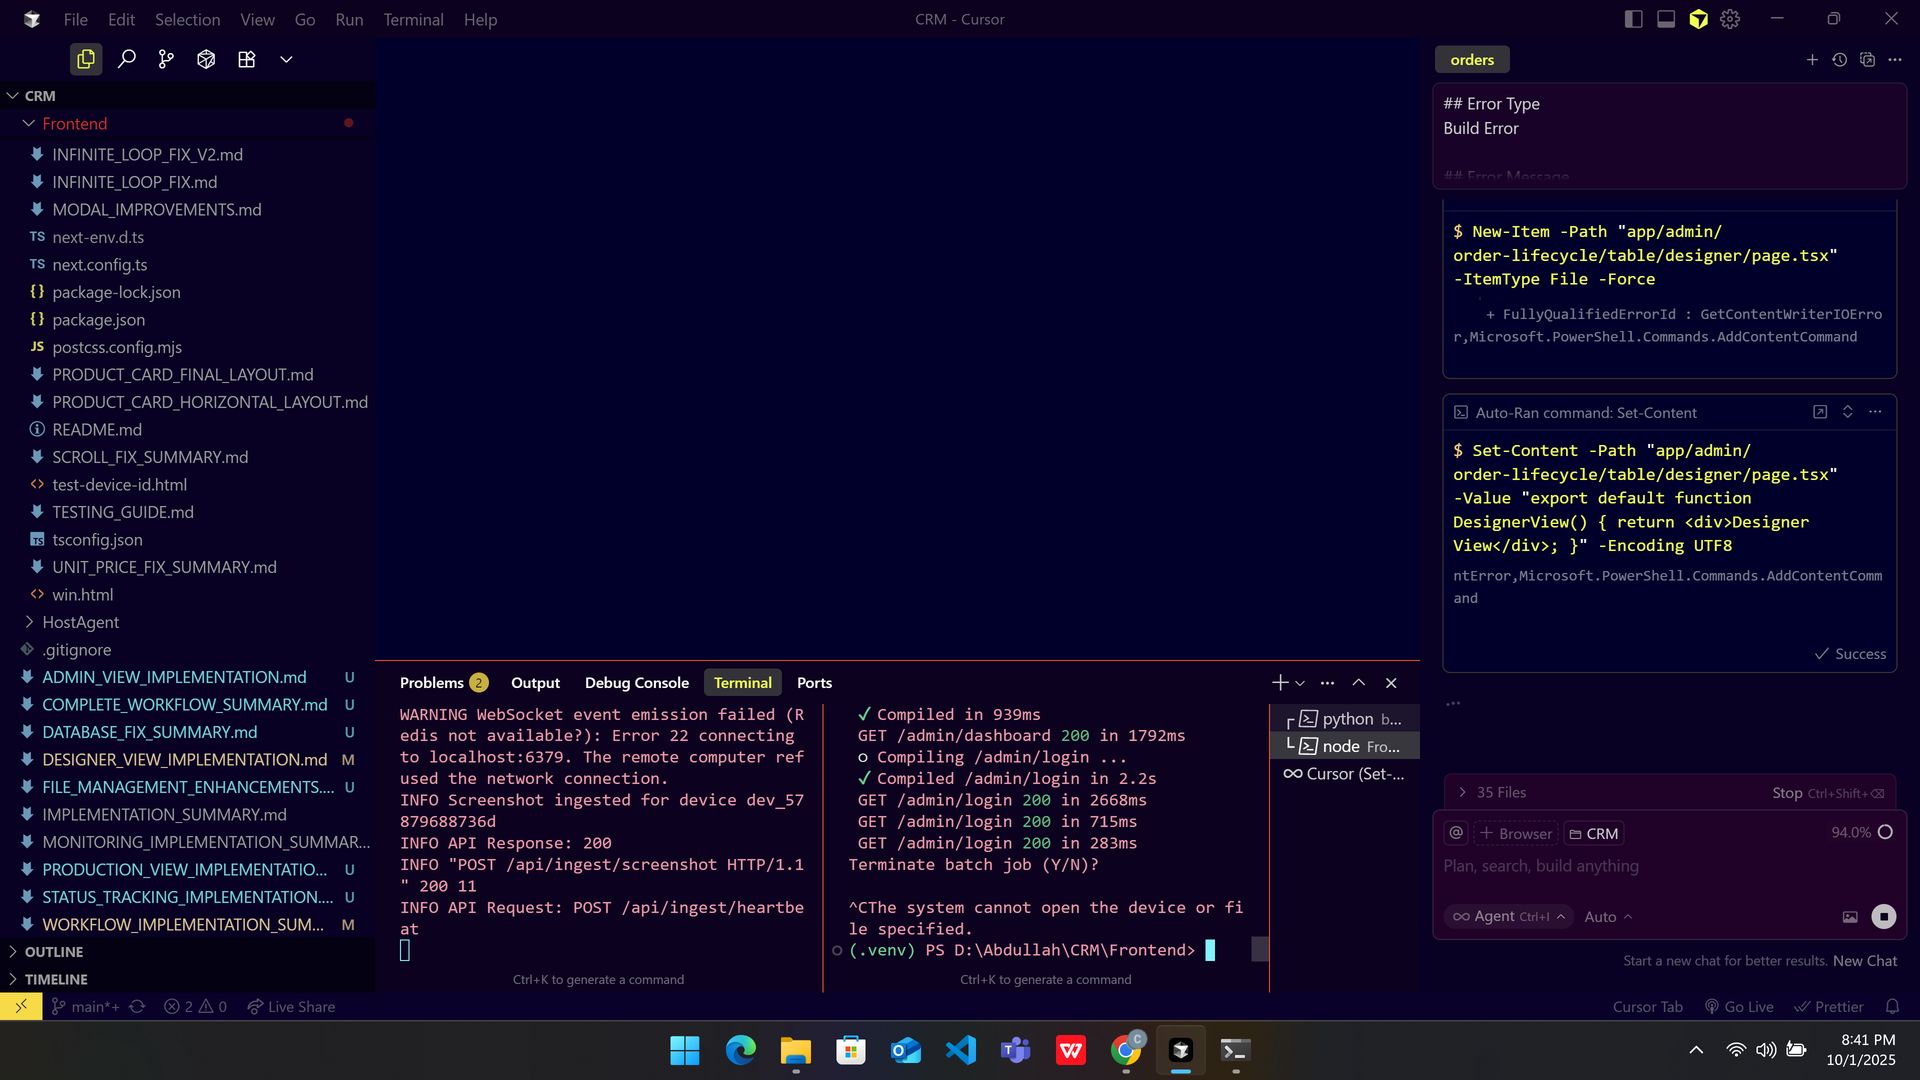 File Edit Selection View Go Run Terminal Help
CRM - Cursor
CRM
Frontend
INFINITE_LOOP_FIX_V2.md
INFINITE_LOOP_FIX.md
MODAL_IMPROVEMENTS.md
TS next-env.d.ts
TS next.config.ts
{} package-lock.json
{} package.json
JS postcss.config.mjs
PRODUCT_CARD_FINAL_LAYOUT.md
PRODUCT_CARD_HORIZONTAL_LAYOUT.md
README.md
SCROLL_FIX_SUMMARY.md
<> test-device-id.html
TESTING_GUIDE.md
TS tsconfig.json
UNIT_PRICE_FIX_SUMMARY.md
<> win.html
HostAgent
.gitignore
ADMIN_VIEW_IMPLEMENTATION.md U
COMPLETE_WORKFLOW_SUMMARY.md U
DATABASE_FIX_SUMMARY.md U
DESIGNER_VIEW_IMPLEMENTATION.md M
FILE_MANAGEMENT_ENHANCEMENTS.... U
IMPLEMENTATION_SUMMARY.md
MONITORING_IMPLEMENTATION_SUMMAR...
PRODUCTION_VIEW_IMPLEMENTATIO... U
STATUS_TRACKING_IMPLEMENTATION.... U
WORKFLOW_IMPLEMENTATION_SUM... M
OUTLINE
TIMELINE
Problems 2 Output Debug Console Terminal Ports
WARNING WebSocket event emission failed (R
edis not available?): Error 22 connecting
to localhost:6379. The remote computer ref
used the network connection.
INFO Screenshot ingested for device dev_57
879688736d
INFO API Response: 200
INFO "POST /api/ingest/screenshot HTTP/1.1
" 200 11
INFO API Request: POST /api/ingest/heartbe
at
Ctrl+K to generate a command
✓ Compiled in 939ms
GET /admin/dashboard 200 in 1792ms
○ Compiling /admin/login ...
✓ Compiled /admin/login in 2.2s
GET /admin/login 200 in 2668ms
GET /admin/login 200 in 715ms
GET /admin/login 200 in 283ms
Terminate batch job (Y/N)?
^CThe system cannot open the device or fi
le specified.
(.venv) PS D:\Abdullah\CRM\Frontend>
Ctrl+K to generate a command
python b...
node Fro...
Cursor (Set-...
orders
## Error Type
Build Error
## Error Message
$ New-Item -Path "app/admin/
order-lifecycle/table/designer/page.tsx"
-ItemType File -Force
+ FullyQualifiedErrorId : GetContentWriterIOErro
r,Microsoft.PowerShell.Commands.AddContentCommand
Auto-Ran command: Set-Content
$ Set-Content -Path "app/admin/
order-lifecycle/table/designer/page.tsx"
-Value "export default function
DesignerView() { return <div>Designer
View</div>; }" -Encoding UTF8
ntError,Microsoft.PowerShell.Commands.AddContentComm
and
✓ Success
35 Files Stop Ctrl+Shift+⌫
@ + Browser CRM 94.0%
Plan, search, build anything
∞ Agent Ctrl+I Auto
Start a new chat for better results. New Chat
main*+ 2 0 Live Share
Cursor Tab Go Live Prettier
8:41 PM
10/1/2025